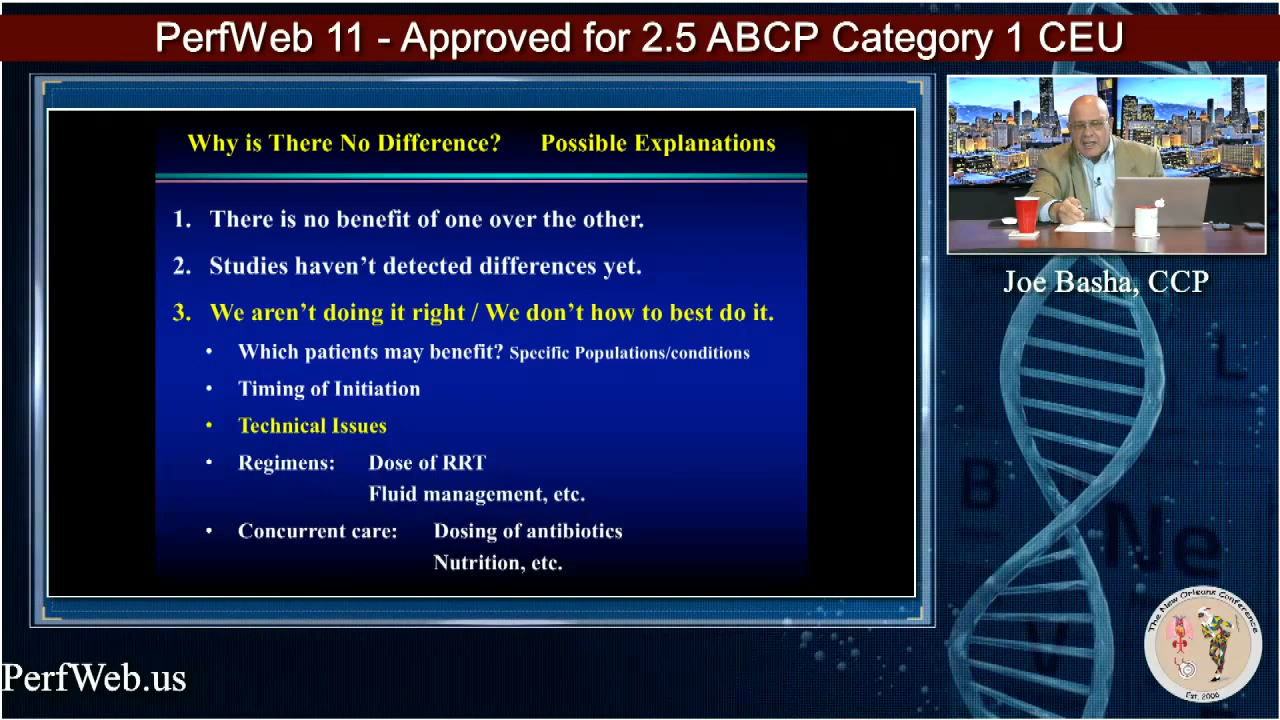 PerfWeb 11 - Approved for 2.5 ABCP Category 1 CEU
Why is There No Difference? Possible Explanations
1. There is no benefit of one over the other.
2. Studies haven't detected differences yet.
3. We aren't doing it right / We don't how to best do it.
• Which patients may benefit? Specific Populations/conditions
• Timing of Initiation
• Technical Issues
• Regimens: Dose of RRT
Fluid management, etc.
• Concurrent care: Dosing of antibiotics
Nutrition, etc.
Joe Basha, CCP
L
B
Ne
V
The New Orleans Conference
Est. 2006
PerfWeb.us